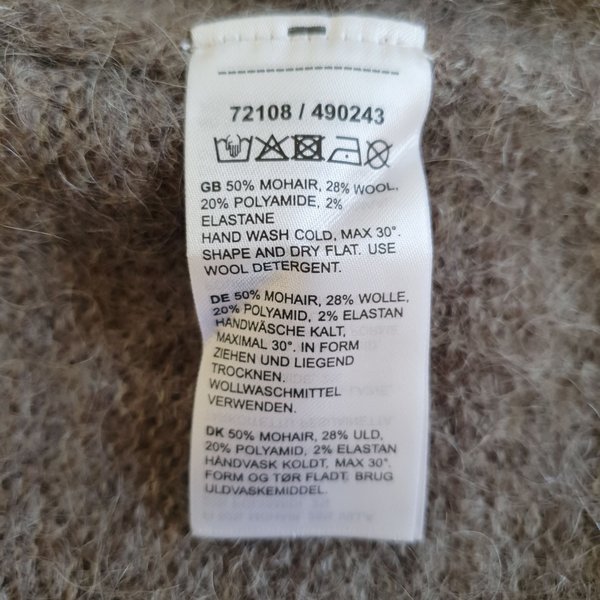 72108 / 490243
GB 50% MOHAIR, 28% WOOL,
20% POLYAMIDE, 2%
ELASTANE
HAND WASH COLD, MAX 30°.
SHAPE AND DRY FLAT. USE
WOOL DETERGENT.
DE 50% MOHAIR, 28% WOLLE,
20% POLYAMID, 2% ELASTAN
HANDWÄSCHE KALT,
MAXIMAL 30°. IN FORM
ZIEHEN UND LIEGEND
TROCKNEN.
WOLLWASCHMITTEL
VERWENDEN.
DK 50% MOHAIR, 28% ULD,
20% POLYAMID, 2% ELASTAN
HÅNDVASK KOLDT, MAX 30°.
FORM OG TØR FLADT. BRUG
ULDVASKEMIDDEL.